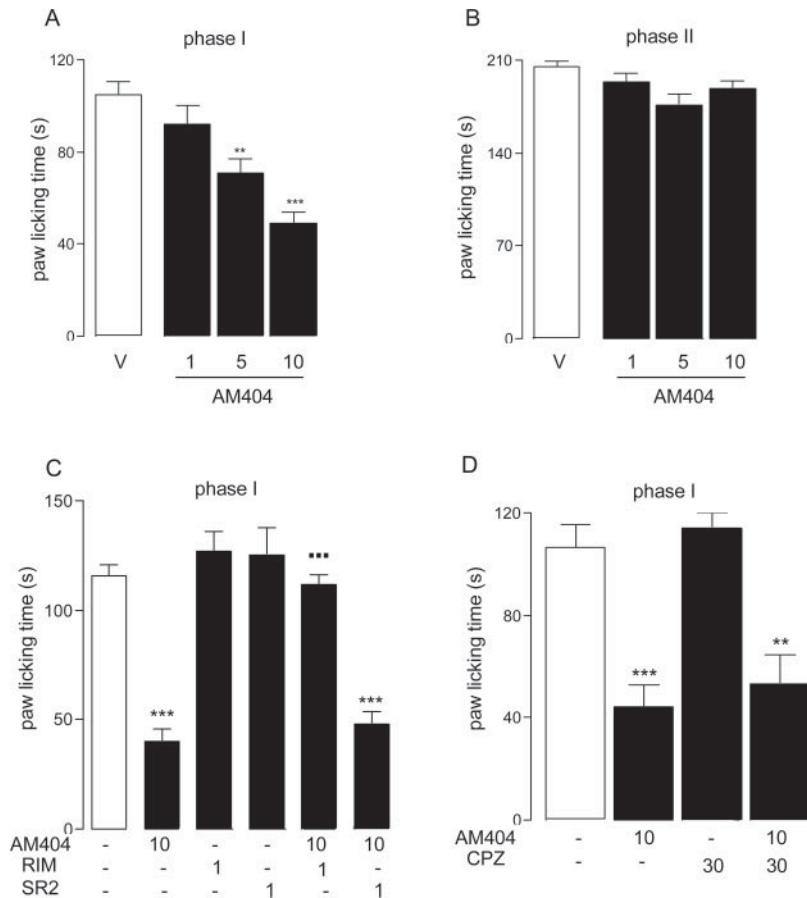 A
phase I
paw licking time (s)
120
80
40
0
** ***
V 1 5 10
AM404
B
phase II
paw licking time (s)
210
140
70
0
V 1 5 10
AM404
C
phase I
paw licking time (s)
150
100
50
0
*** ▪▪▪ ***
AM404 - 10 - - 10 10
RIM - - 1 - 1 -
SR2 - - - 1 - 1
D
phase I
paw licking time (s)
120
80
40
0
*** **
AM404 - 10 - 10
CPZ - - 30 30